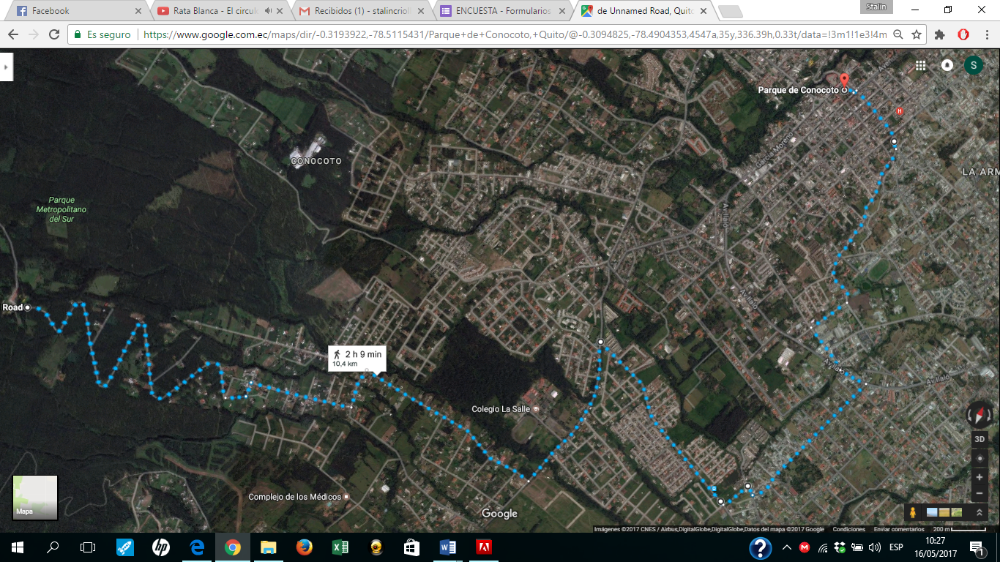 Stalin
Facebook
Rata Blanca - El circul
Recibidos (1) - stalincrioll
ENCUESTA - Formularios
de Unnamed Road, Quito
Es seguro
https://www.google.com.ec/maps/dir/-0.3193922,-78.5115431/Parque+de+Conocoto,+Quito/@-0.3094825,-78.4904353,4547a,35y,336.39h,0.33t/data=!3m1!1e3!4m
S
Parque de Conocoto
H
CONOCOTO
LA ARM
Parque
Metropolitano
del Sur
Av Ilalo
Road
2 h 9 min
10,4 km
Av Ilalo
Colegio La Salle
3D
Complejo de los Médicos
Mapa
Google
Imágenes ©2017 CNES / Airbus,DigitalGlobe,DigitalGlobe,Datos del mapa ©2017 Google
Condiciones
Enviar comentarios
200 m
hp
ESP
10:27
16/05/2017
1